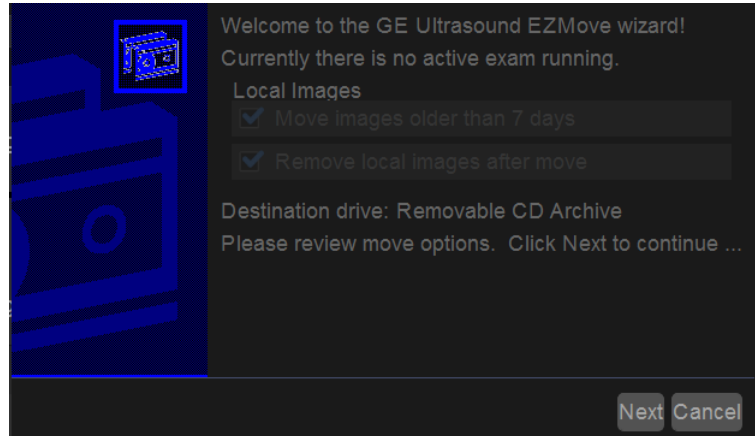 Welcome to the GE Ultrasound EZMove wizard!
Currently there is no active exam running.
Local Images
Move images older than 7 days
Remove local images after move
Destination drive: Removable CD Archive
Please review move options.  Click Next to continue ...
Next Cancel